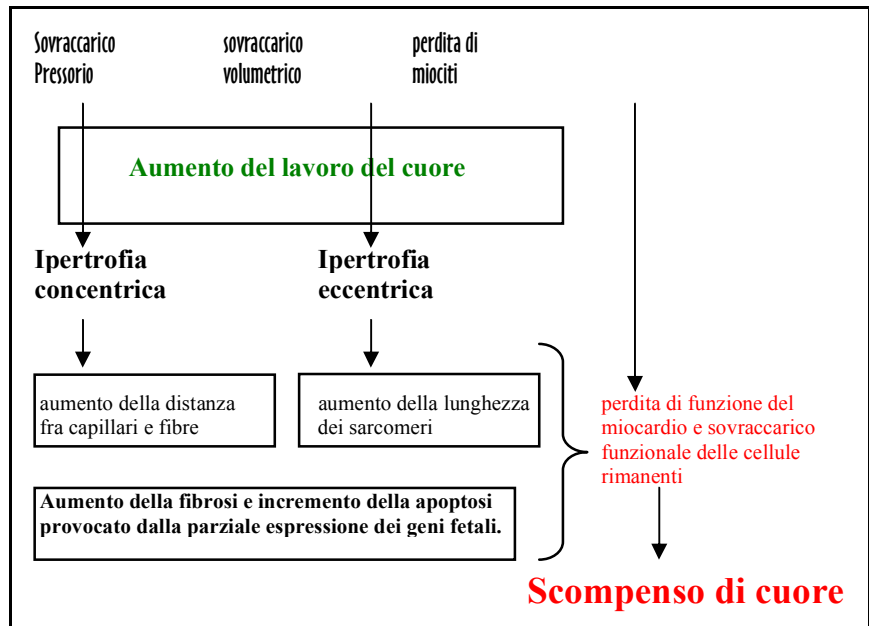 Sovraccarico
Pressorio
sovraccarico
volumetrico
perdita di
miociti
Aumento del lavoro del cuore
Ipertrofia
concentrica
Ipertrofia
eccentrica
aumento della distanza
fra capillari e fibre
aumento della lunghezza
dei sarcomeri
perdita di funzione del
miocardio e sovraccarico
funzionale delle cellule
rimanenti
Aumento della fibrosi e incremento della apoptosi
provocato dalla parziale espressione dei geni fetali.
Scompenso di cuore